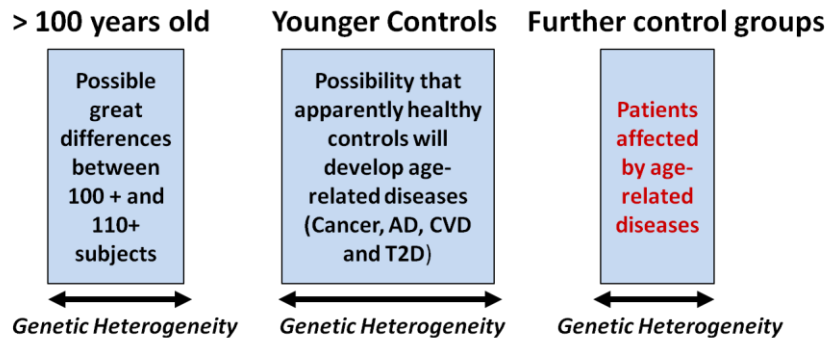 > 100 years old
Possible
great
differences
between
100 + and
110+
subjects
Genetic Heterogeneity
Younger Controls
Possibility that
apparently healthy
controls will
develop age-
related diseases
(Cancer, AD, CVD
and T2D)
Genetic Heterogeneity
Further control groups
Patients
affected
by age-
related
diseases
Genetic Heterogeneity